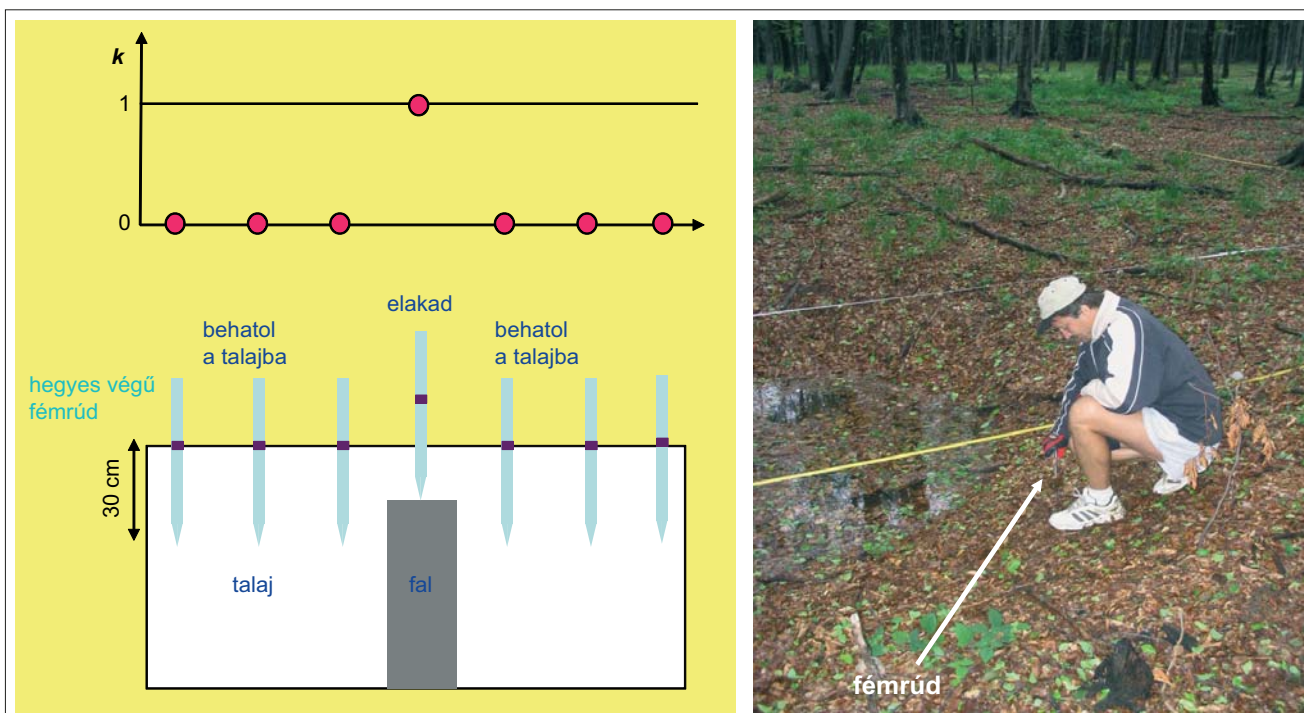 k
1
0
elakad
behatol
a talajba
behatol
a talajba
hegyes végű
fémrúd
30 cm
talaj
fal
fémrúd